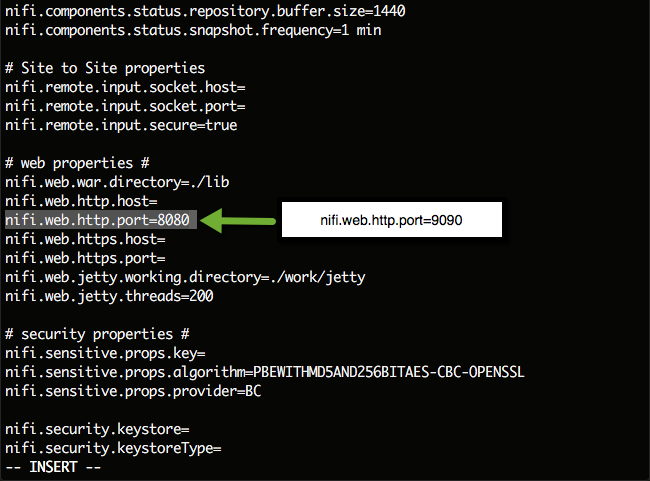 nifi.components.status.repository.buffer.size=1440
nifi.components.status.snapshot.frequency=1 min
# Site to Site properties
nifi.remote.input.socket.host=
nifi.remote.input.socket.port=
nifi.remote.input.secure=true
# web properties #
nifi.web.war.directory=./lib
nifi.web.http.host=
nifi.web.http.port=8080
nifi.web.http.port=9090
nifi.web.https.host=
nifi.web.https.port=
nifi.web.jetty.working.directory=./work/jetty
nifi.web.jetty.threads=200
# security properties #
nifi.sensitive.props.key=
nifi.sensitive.props.algorithm=PBEWITHMD5AND256BITAES-CBC-OPENSSL
nifi.sensitive.props.provider=BC
nifi.security.keystore=
nifi.security.keystoreType=
-- INSERT --